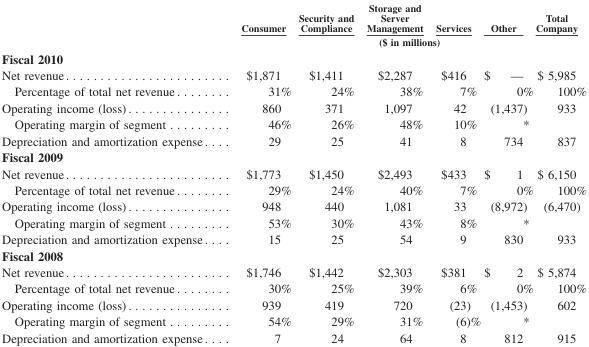 Storage and
Security and Server Total
Consumer Compliance Management Services Other Company
($ in millions)
Fiscal 2010
Net revenue........................ $1,871 $1,411 $2,287 $416 $ — $ 5,985
Percentage of total net revenue........ 31% 24% 38% 7% 0% 100%
Operating income (loss).............. 860 371 1,097 42 (1,437) 933
Operating margin of segment......... 46% 26% 48% 10% *
Depreciation and amortization expense.... 29 25 41 8 734 837
Fiscal 2009
Net revenue........................ $1,773 $1,450 $2,493 $433 $ 1 $ 6,150
Percentage of total net revenue........ 29% 24% 40% 7% 0% 100%
Operating income (loss).............. 948 440 1,081 33 (8,972) (6,470)
Operating margin of segment......... 53% 30% 43% 8% *
Depreciation and amortization expense.... 15 25 54 9 830 933
Fiscal 2008
Net revenue........................ $1,746 $1,442 $2,303 $381 $ 2 $ 5,874
Percentage of total net revenue........ 30% 25% 39% 6% 0% 100%
Operating income (loss).............. 939 419 720 (23) (1,453) 602
Operating margin of segment......... 54% 29% 31% (6)% *
Depreciation and amortization expense.... 7 24 64 8 812 915